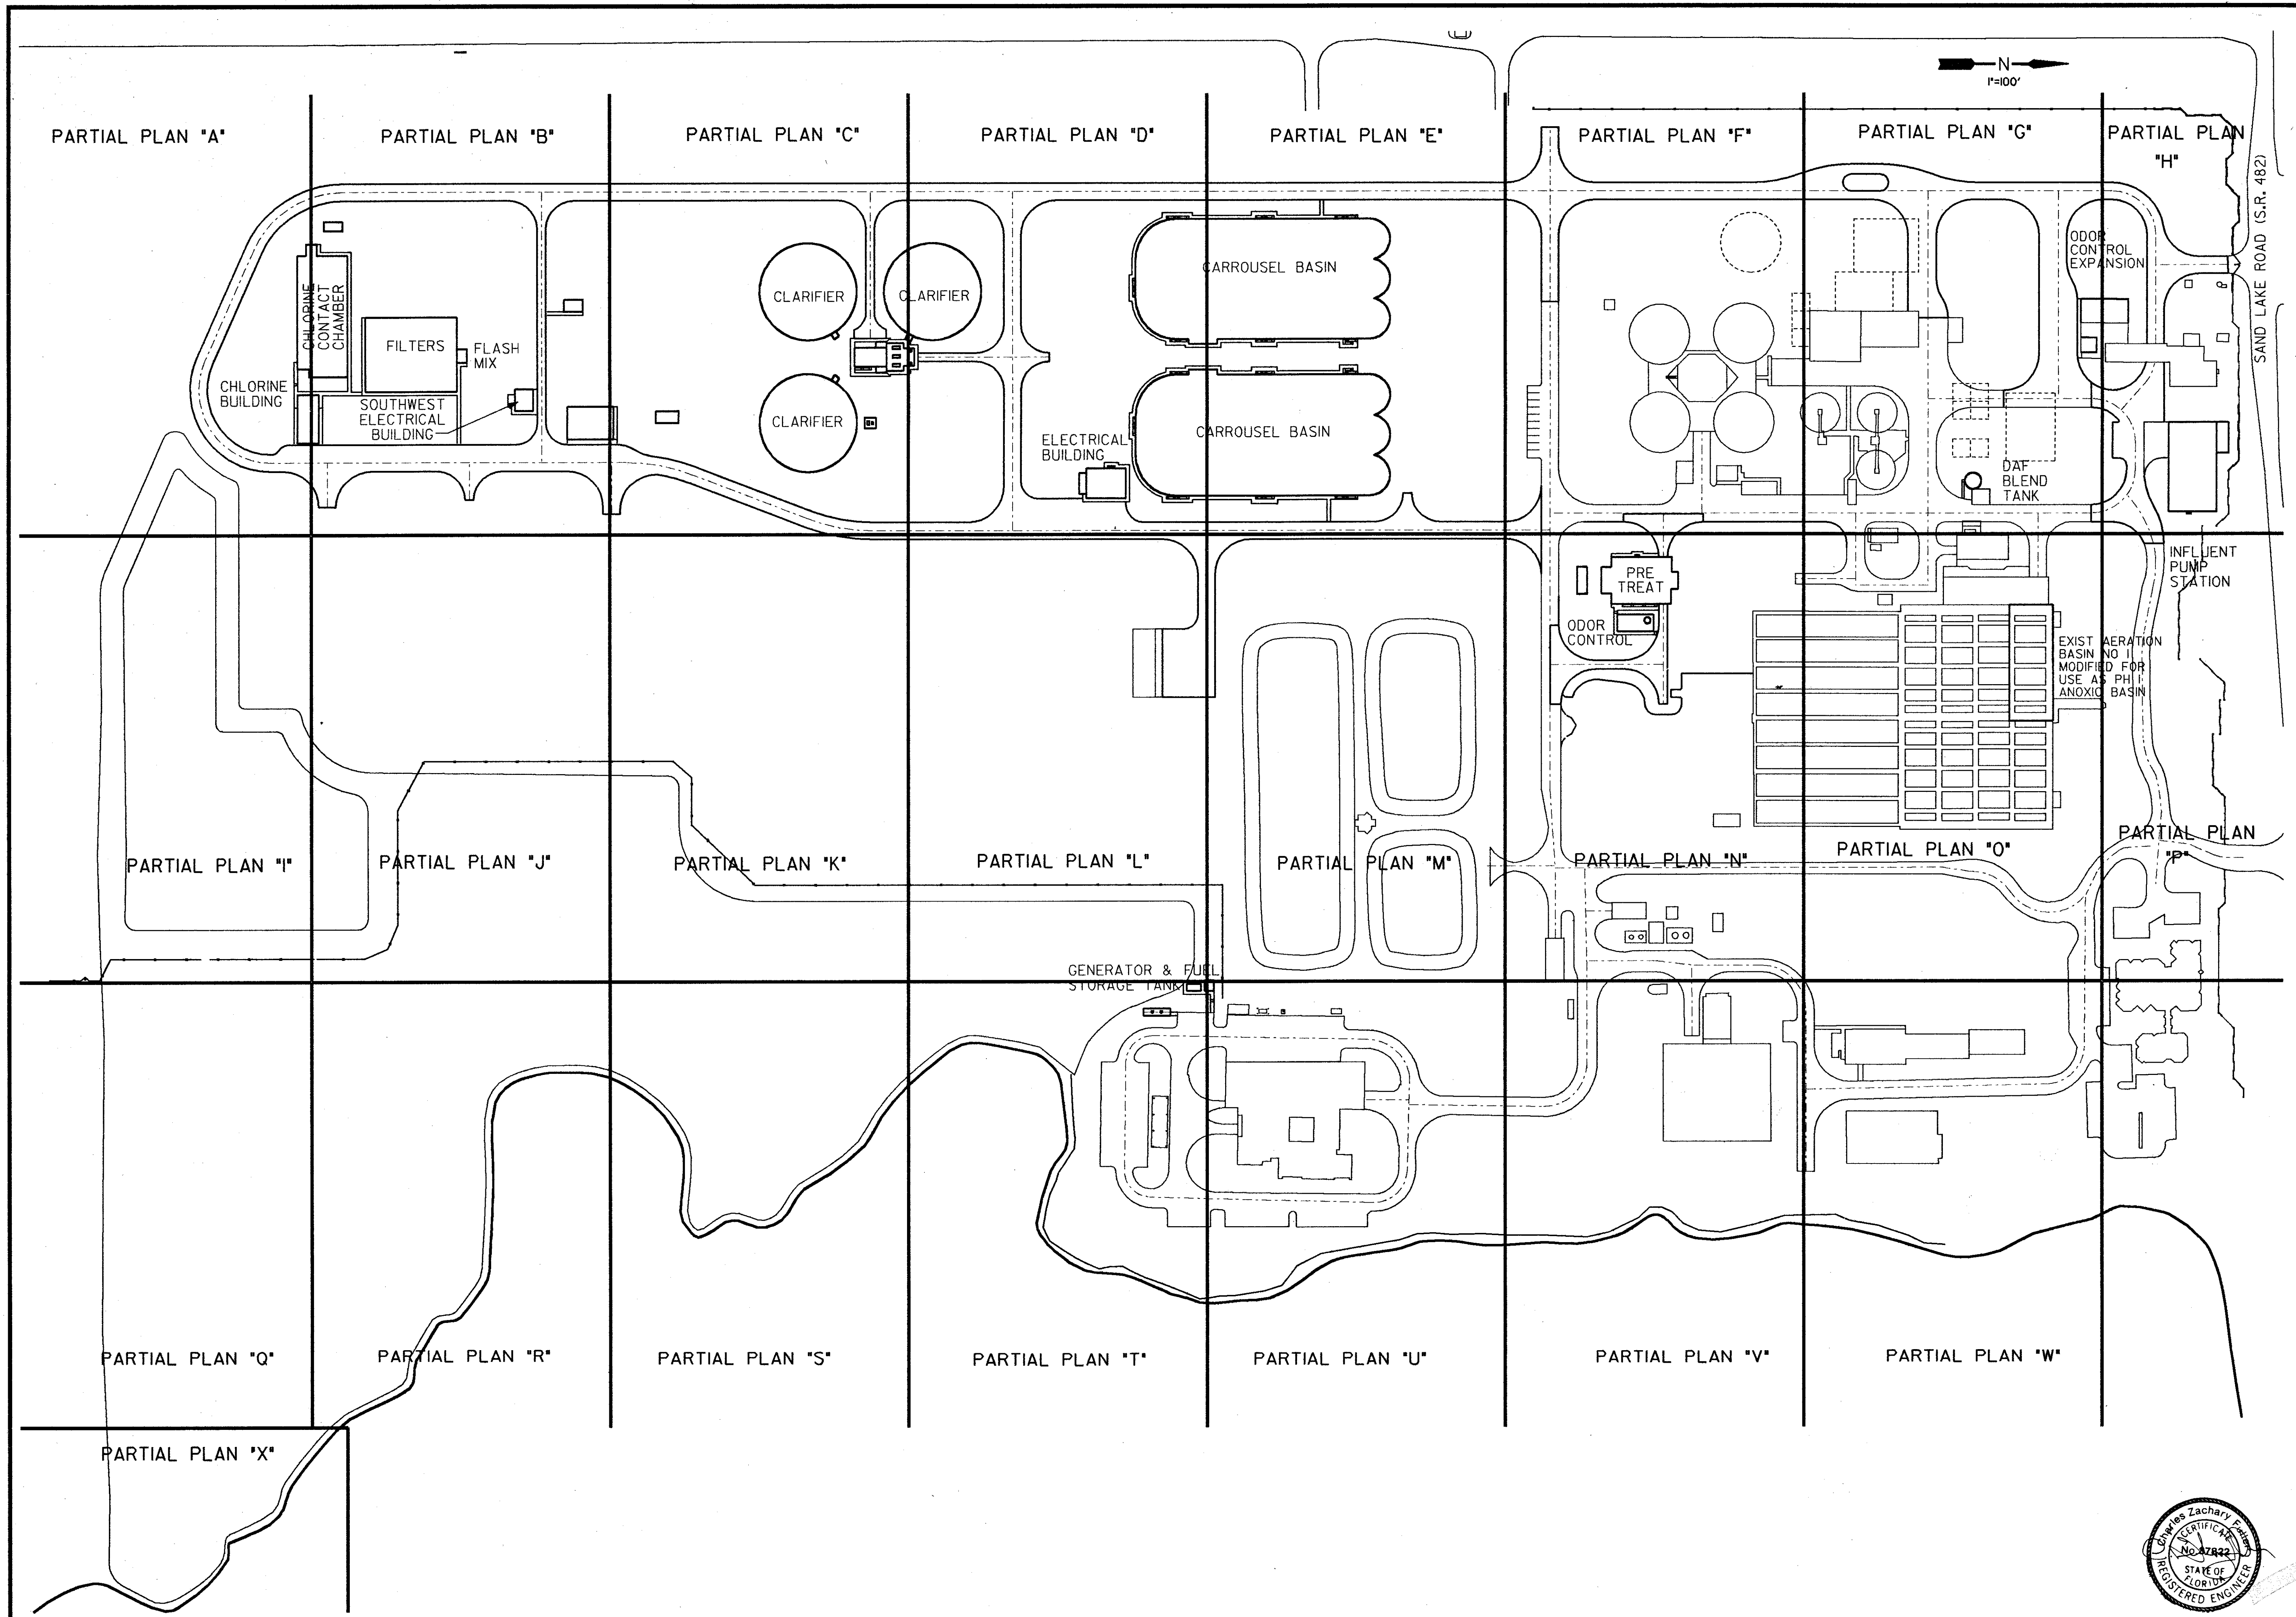 N
1"=100'
PARTIAL PLAN "A"
PARTIAL PLAN "B"
PARTIAL PLAN "C"
PARTIAL PLAN "D"
PARTIAL PLAN "E"
PARTIAL PLAN "F"
PARTIAL PLAN "G"
PARTIAL PLAN
"H"
SAND LAKE ROAD (S.R. 482)
CHLORINE
CONTACT
CHAMBER
FILTERS
FLASH
MIX
CHLORINE
BUILDING
SOUTHWEST
ELECTRICAL
BUILDING
CLARIFIER
CLARIFIER
CLARIFIER
CARROUSEL BASIN
CARROUSEL BASIN
ELECTRICAL
BUILDING
ODOR
CONTROL
EXPANSION
DAF
BLEND
TANK
INFLUENT
PUMP
STATION
PRE
TREAT
ODOR
CONTROL
EXIST AERATION
BASIN NO 1
MODIFIED FOR
USE AS PH I
ANOXIC BASIN
PARTIAL PLAN "I"
PARTIAL PLAN "J"
PARTIAL PLAN "K"
PARTIAL PLAN "L"
PARTIAL PLAN "M"
PARTIAL PLAN "N"
PARTIAL PLAN "O"
PARTIAL PLAN
"P"
GENERATOR & FUEL
STORAGE TANK
PARTIAL PLAN "Q"
PARTIAL PLAN "R"
PARTIAL PLAN "S"
PARTIAL PLAN "T"
PARTIAL PLAN "U"
PARTIAL PLAN "V"
PARTIAL PLAN "W"
PARTIAL PLAN "X"
Charles Zachary
CERTIFICATE
No.
STATE OF
FLORIDA
REGISTERED ENGINEER